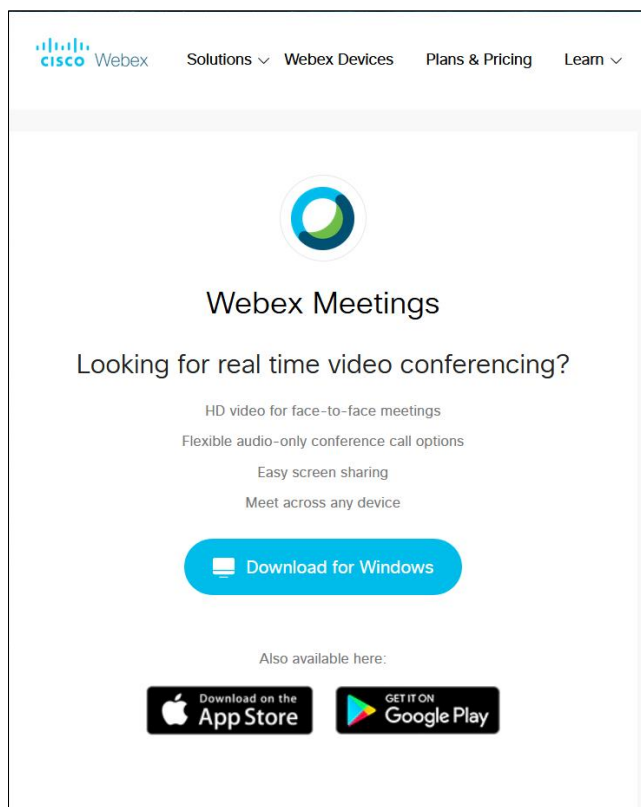 CISCO Webex Solutions Webex Devices Plans & Pricing Learn
Webex Meetings
Looking for real time video conferencing?
HD video for face-to-face meetings
Flexible audio-only conference call options
Easy screen sharing
Meet across any device
Download for Windows
Also available here:
Download on the
App Store
GET IT ON
Google Play